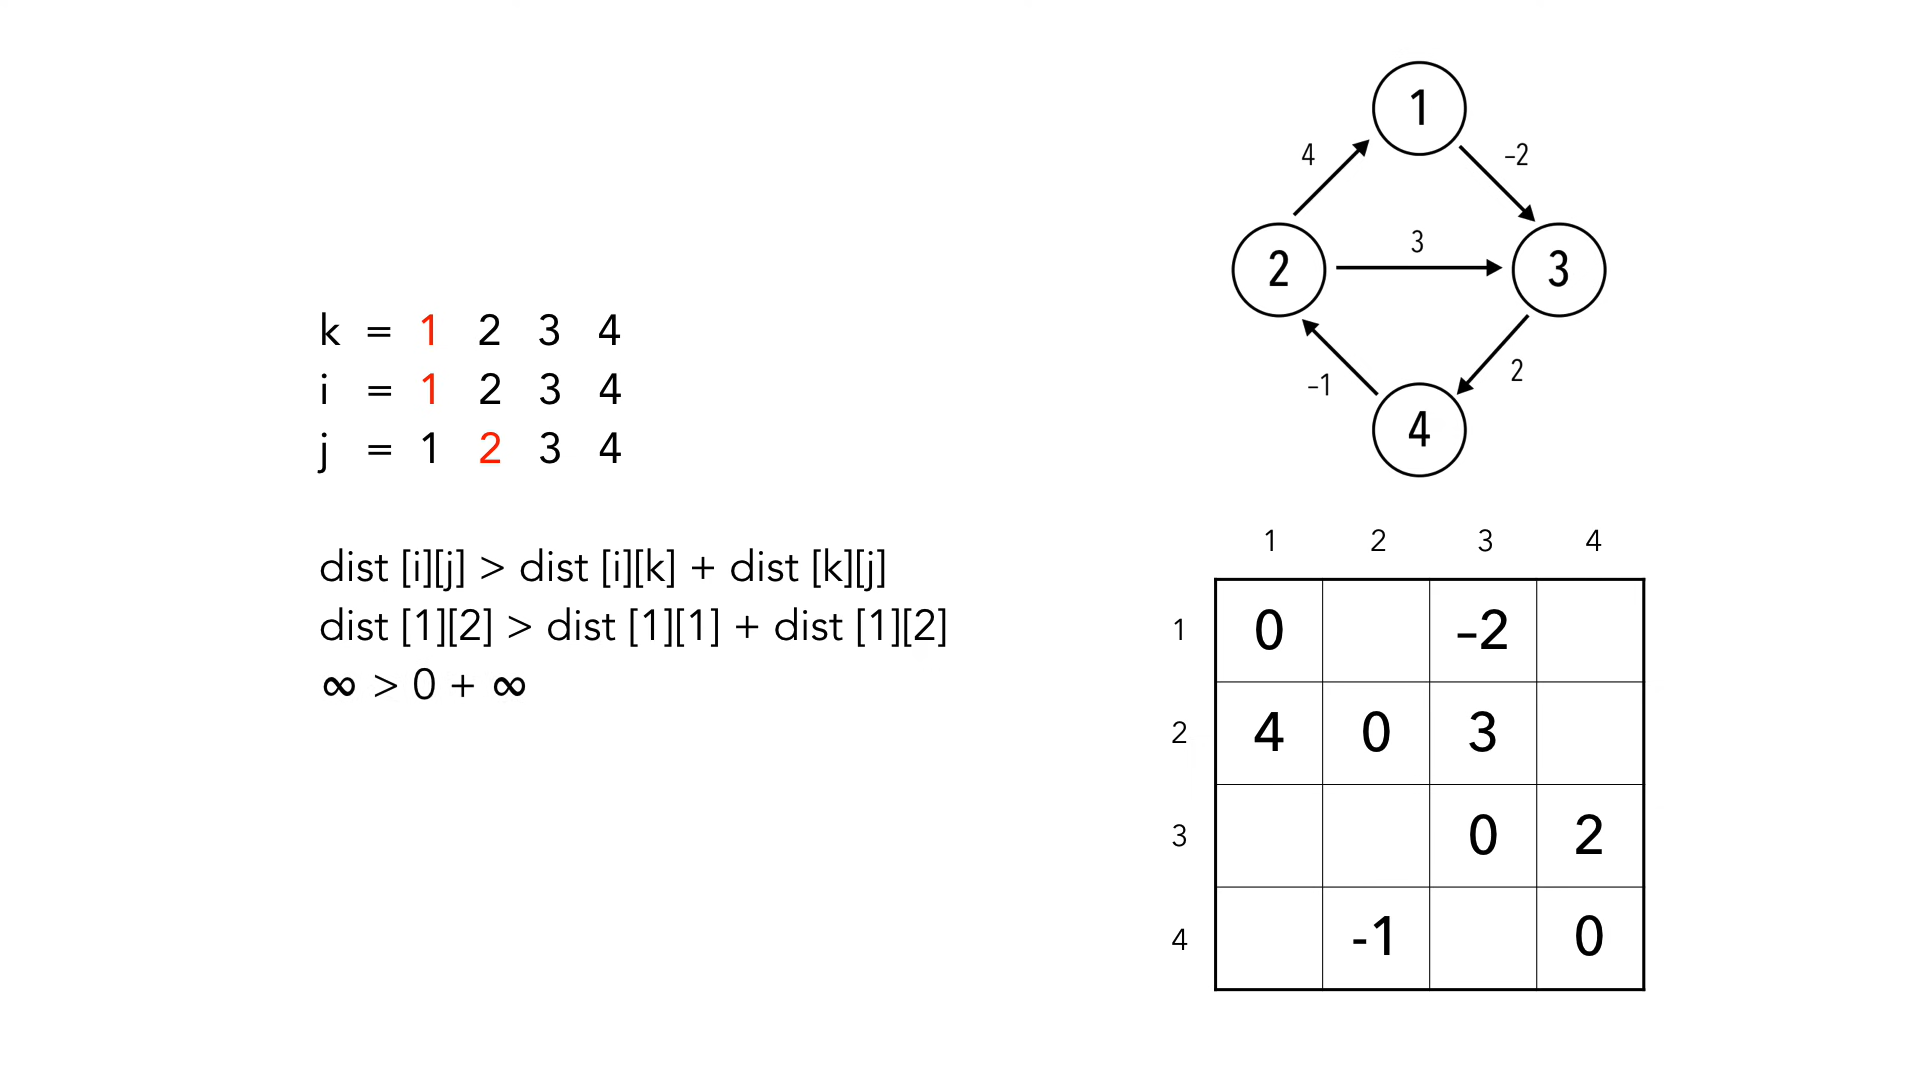 k = 1 2 3 4
i = 1 2 3 4
j = 1 2 3 4
dist [i][j] > dist [i][k] + dist [k][j]
dist [1][2] > dist [1][1] + dist [1][2]
∞ > 0 + ∞
1
4
–2
2
3
3
–1
2
4
1 2 3 4
1 0 –2
2 4 0 3
3 0 2
4 -1 0